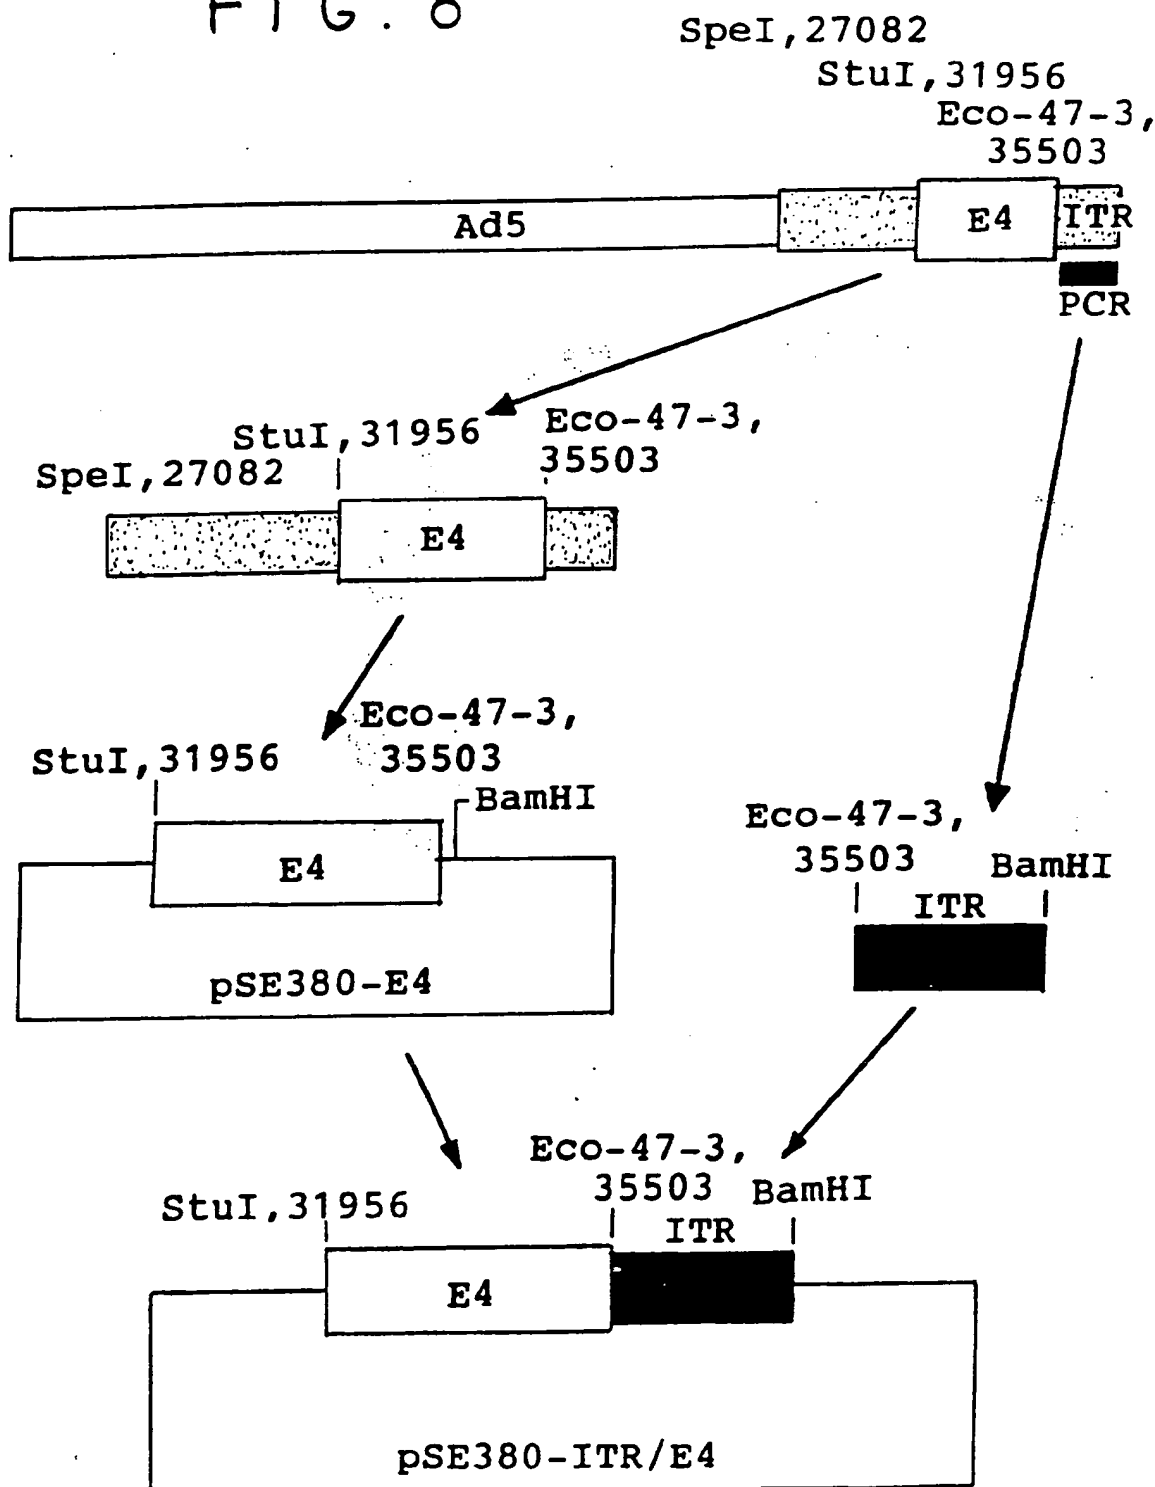 FIG. 8
SpeI,27082
StuI,31956
Eco-47-3,
35503
Ad5
E4
ITR
PCR
StuI,31956
Eco-47-3,
35503
SpeI,27082
E4
Eco-47-3,
35503
StuI,31956
BamHI
E4
pSE380-E4
Eco-47-3,
35503
BamHI
ITR
Eco-47-3,
35503
BamHI
StuI,31956
ITR
E4
pSE380-ITR/E4